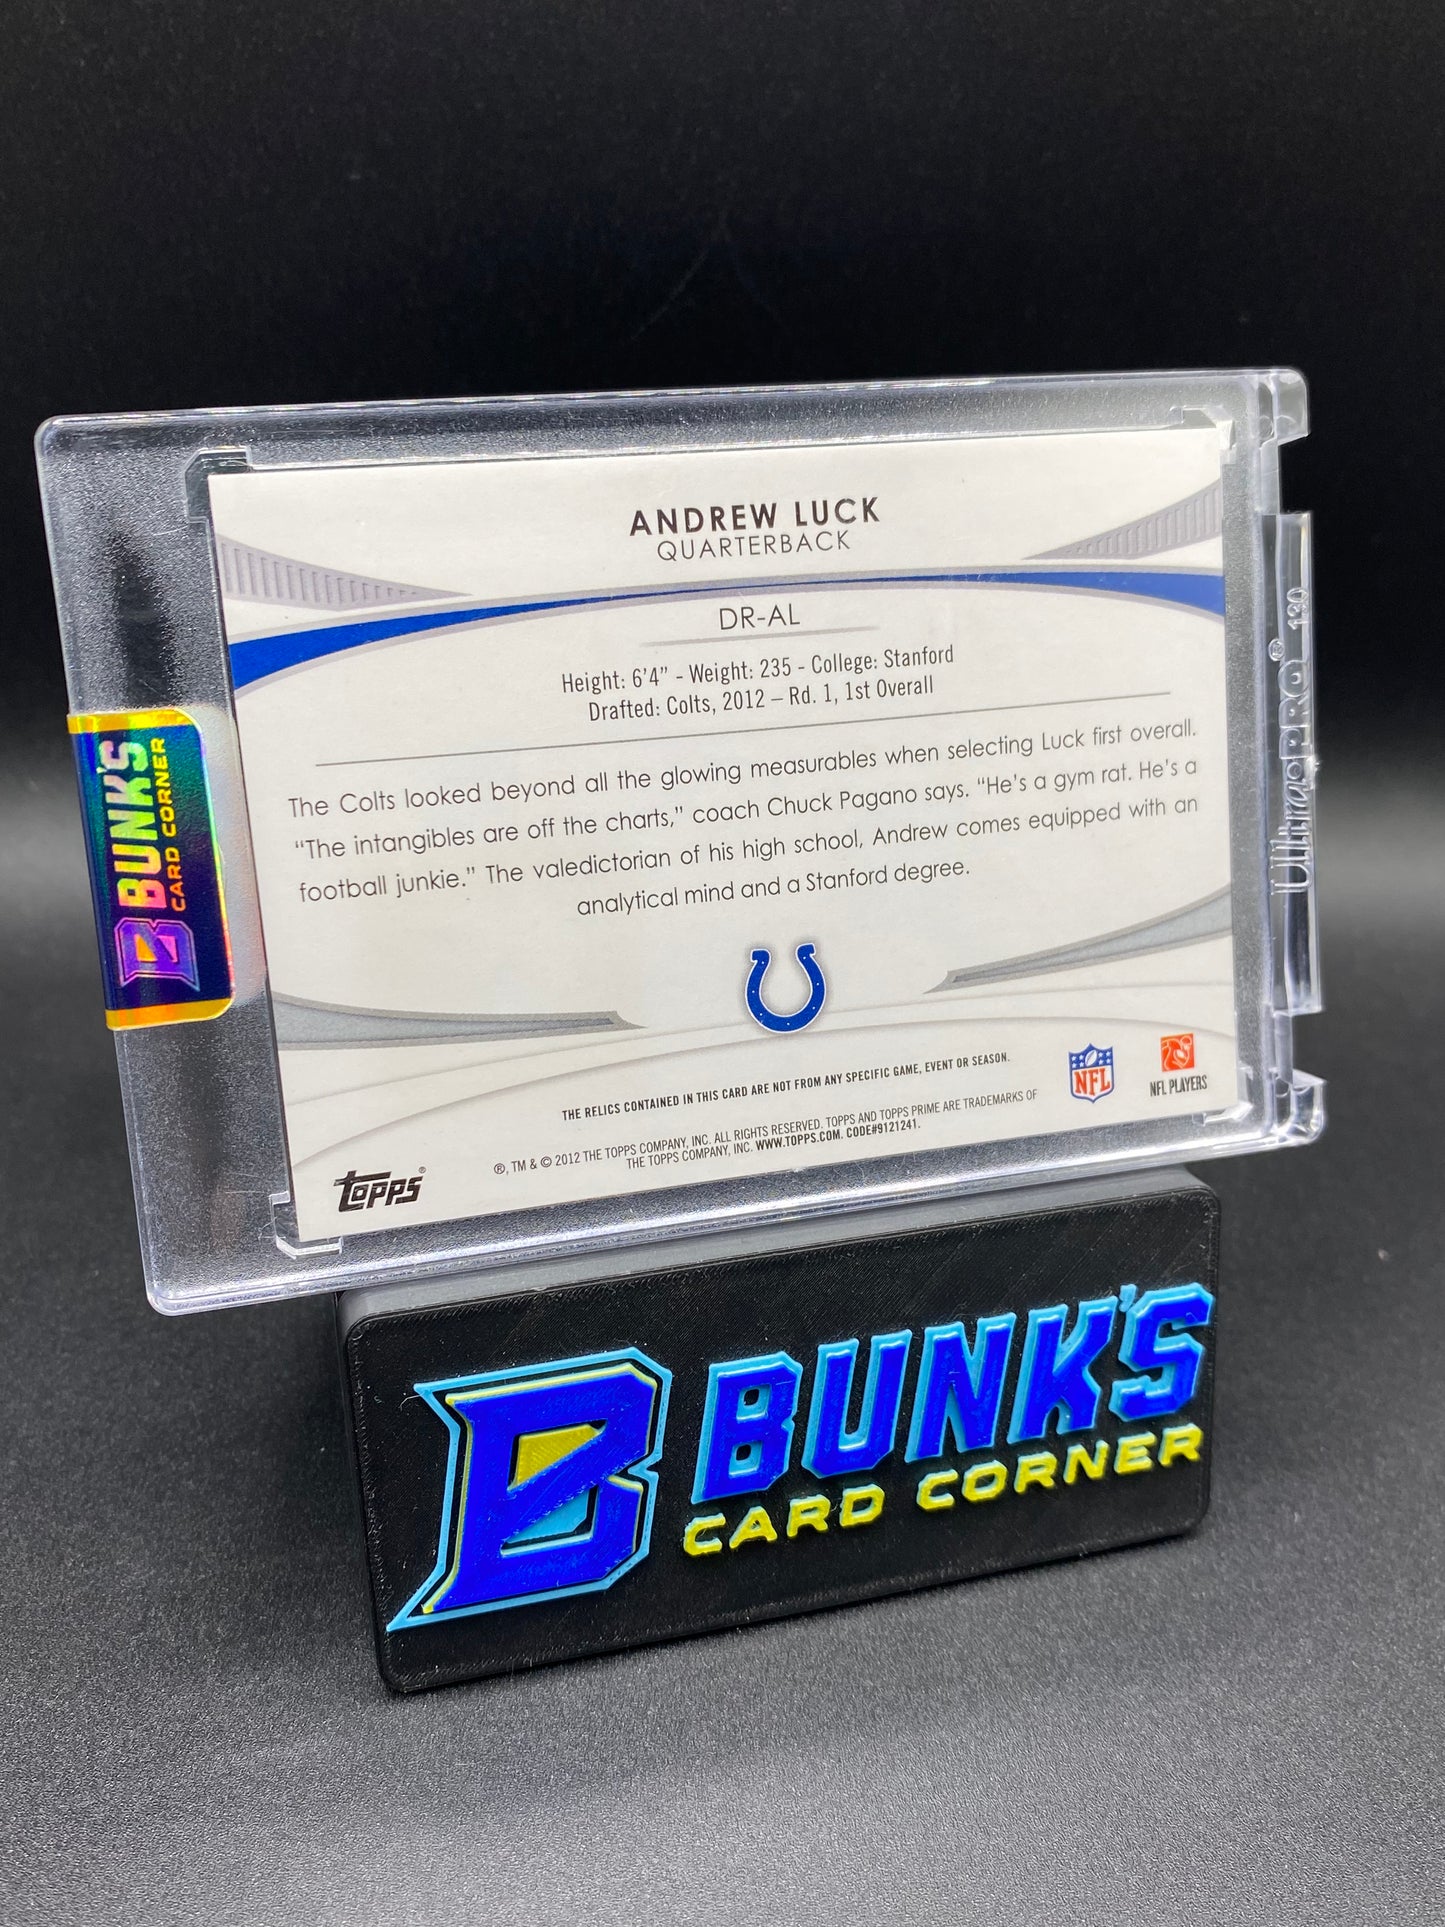 ANDREW LUCK
QUARTERBACK
DR-AL
Height: 6'4" - Weight: 235 - College: Stanford
Drafted: Colts, 2012 – Rd. 1, 1st Overall
The Colts looked beyond all the glowing measurables when selecting Luck first overall.
"The intangibles are off the charts," coach Chuck Pagano says. "He's a gym rat. He's a
football junkie." The valedictorian of his high school, Andrew comes equipped with an
analytical mind and a Stanford degree.
THE RELICS CONTAINED IN THIS CARD ARE NOT FROM ANY SPECIFIC GAME, EVENT OR SEASON.
®, TM & © 2012 THE TOPPS COMPANY, INC. ALL RIGHTS RESERVED. TOPPS AND TOPPS PRIME ARE TRADEMARKS OF
THE TOPPS COMPANY, INC. WWW.TOPPS.COM. CODE#9121241.
topps®
NFL
NFL PLAYERS
B BUNK'S
CARD CORNER
UltraPRO® 130
B BUNK'S
CARD CORNER